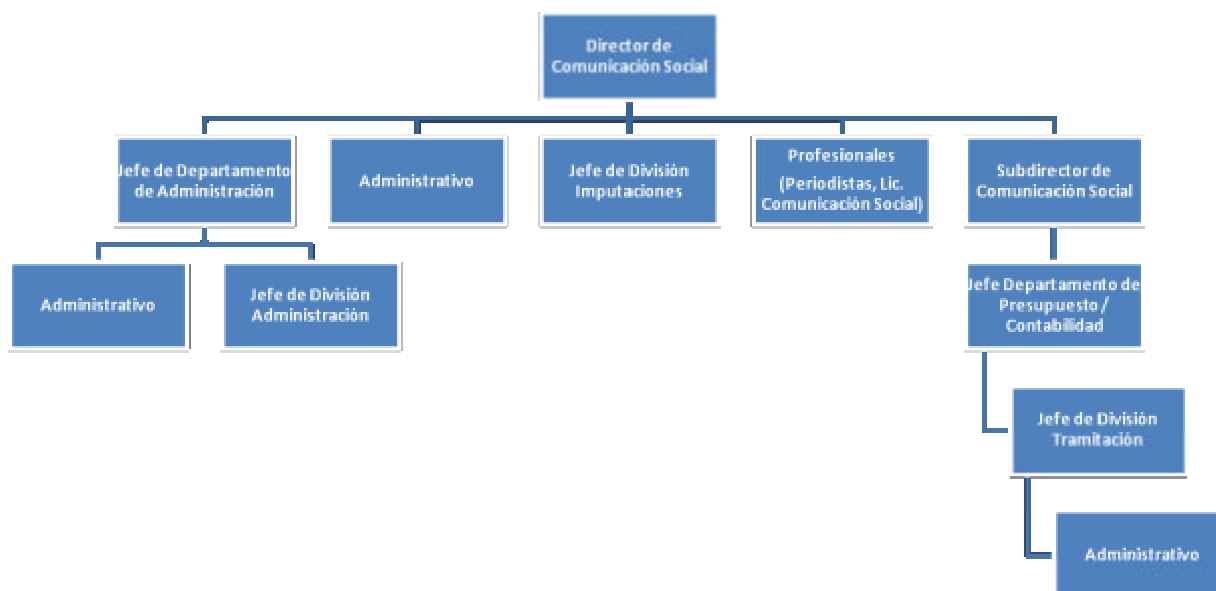 Director de
Comunicación Social
Jefe de Departamento
de Administración
Administrativo
Jefe de División
Imputaciones
Profesionales
(Periodistas, Lic.
Comunicación Social)
Subdirector de
Comunicación Social
Administrativo
Jefe de División
Administración
Jefe Departamento de
Presupuesto /
Contabilidad
Jefe de División
Tramitación
Administrativo